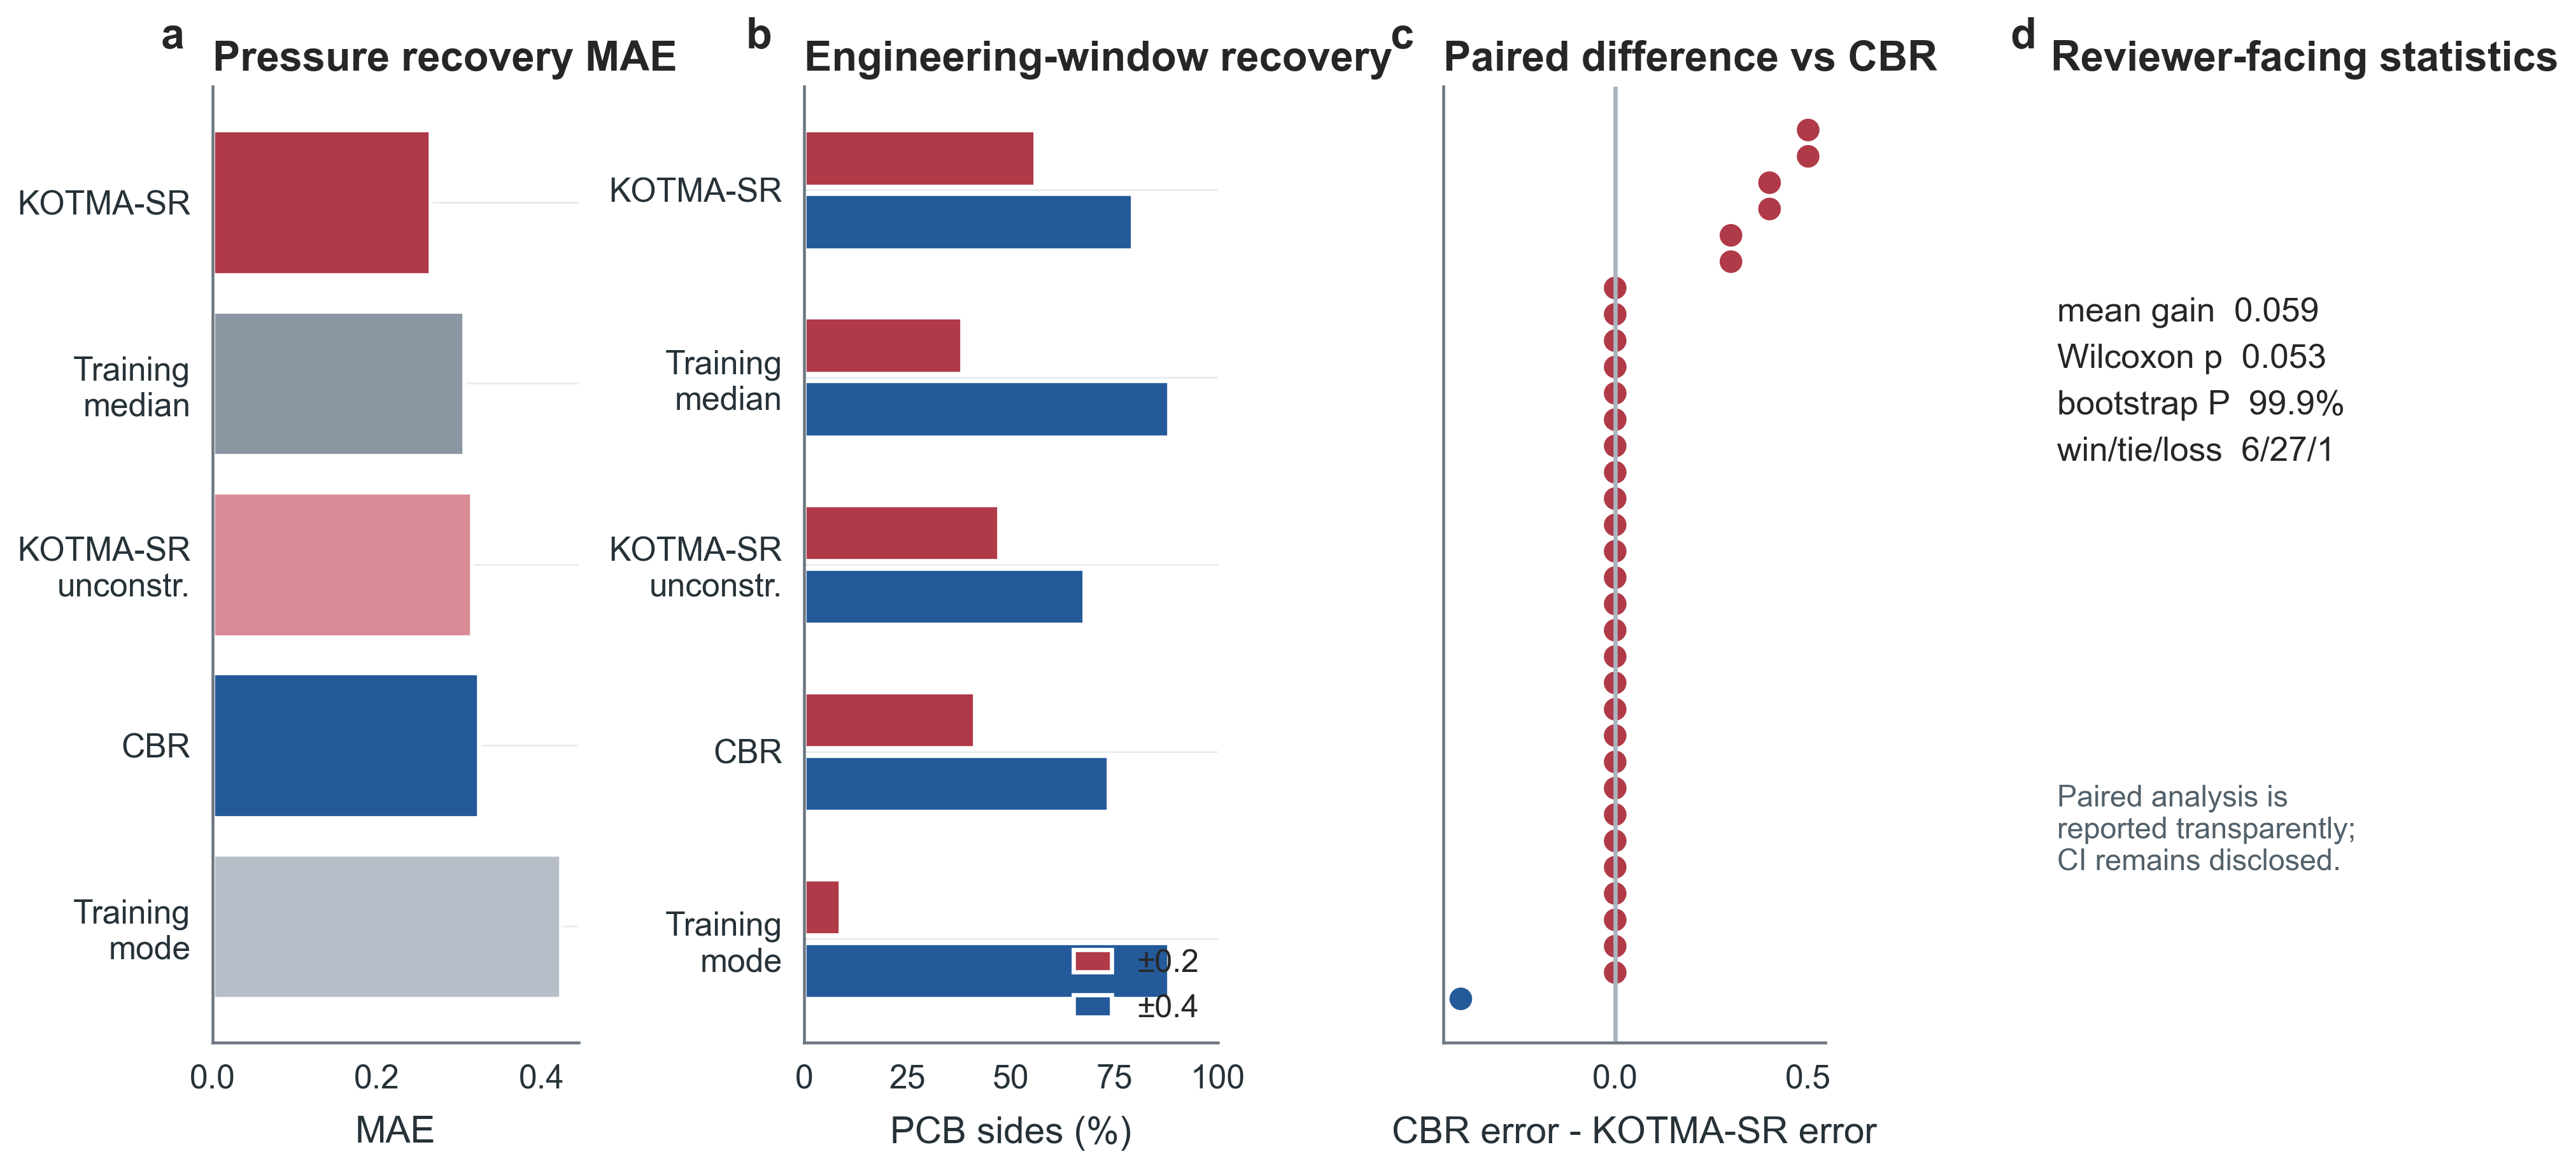 a
Pressure recovery MAE
KOTMA-SR
Training
median
KOTMA-SR
unconstr.
CBR
Training
mode
0.0
0.2
0.4
MAE
b
Engineering-window recovery
KOTMA-SR
Training
median
KOTMA-SR
unconstr.
CBR
Training
mode
±0.2
±0.4
0
25
50
75
100
PCB sides (%)
c
Paired difference vs CBR
0.0
0.5
CBR error - KOTMA-SR error
d
Reviewer-facing statistics
mean gain 0.059
Wilcoxon p 0.053
bootstrap P 99.9%
win/tie/loss 6/27/1
Paired analysis is
reported transparently;
CI remains disclosed.